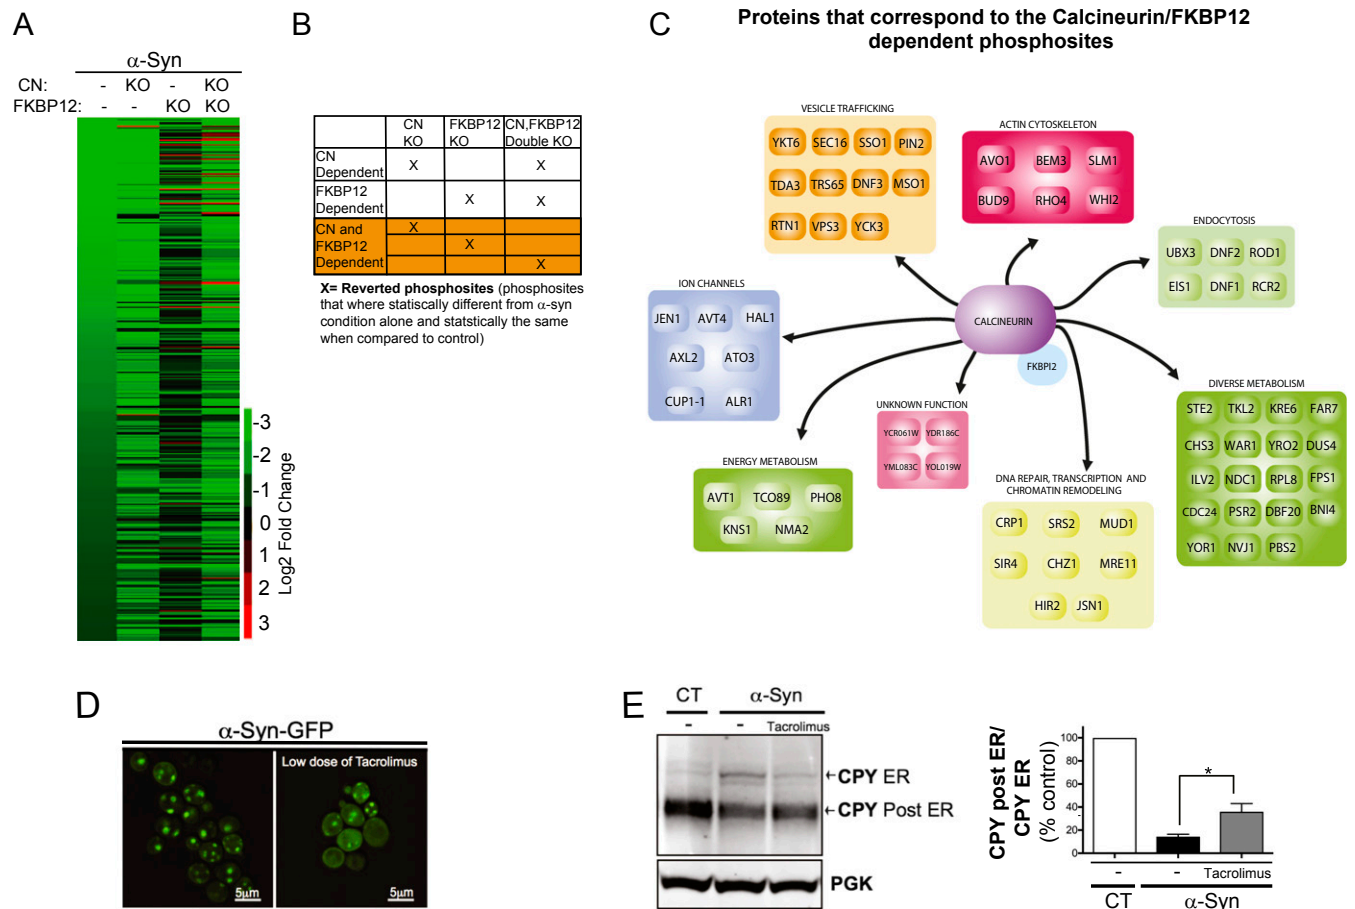 A
α-Syn
CN: - KO - KO
FKBP12: - - KO KO
-3
-2
-1
0
1
2
3
Log2 Fold Change
B
CN KO
FKBP12 KO
CN,FKBP12 Double KO
CN Dependent X X
FKBP12 Dependent X X
CN and FKBP12 Dependent X X X
X= Reverted phosphosites (phosphosites
that where statiscally different from α-syn
condition alone and statstically the same
when compared to control)
C
Proteins that correspond to the Calcineurin/FKBP12
dependent phosphosites
VESICLE TRAFFICKING
YKT6 SEC16 SSO1 PIN2
TDA3 TRS65 DNF3 MSO1
RTN1 VPS3 YCK3
ACTIN CYTOSKELETON
AVO1 BEM3 SLM1
BUD9 RHO4 WHI2
ENDOCYTOSIS
UBX3 DNF2 ROD1
EIS1 DNF1 RCR2
ION CHANNELS
JEN1 AVT4 HAL1
AXL2 ATO3
CUP1-1 ALR1
CALCINEURIN
FKBPI2
UNKNOWN FUNCTION
YCR061W YDR186C
YML083C YOL019W
DIVERSE METABOLISM
STE2 TKL2 KRE6 FAR7
CHS3 WAR1 YRO2 DUS4
ILV2 NDC1 RPL8 FPS1
CDC24 PSR2 DBF20 BNI4
YOR1 NVJ1 PBS2
ENERGY METABOLISM
AVT1 TCO89 PHO8
KNS1 NMA2
DNA REPAIR, TRANSCRIPTION AND
CHROMATIN REMODELING
CRP1 SRS2 MUD1
SIR4 CHZ1 MRE11
HIR2 JSN1
D
α-Syn-GFP
Low dose of Tacrolimus
5µm
5µm
E
CT α-Syn
- - Tacrolimus
←CPY ER
←CPY Post ER
PGK
CPY post ER/
CPY ER
(% control)
100
80
60
40
20
0
*
- - Tacrolimus
CT α-Syn